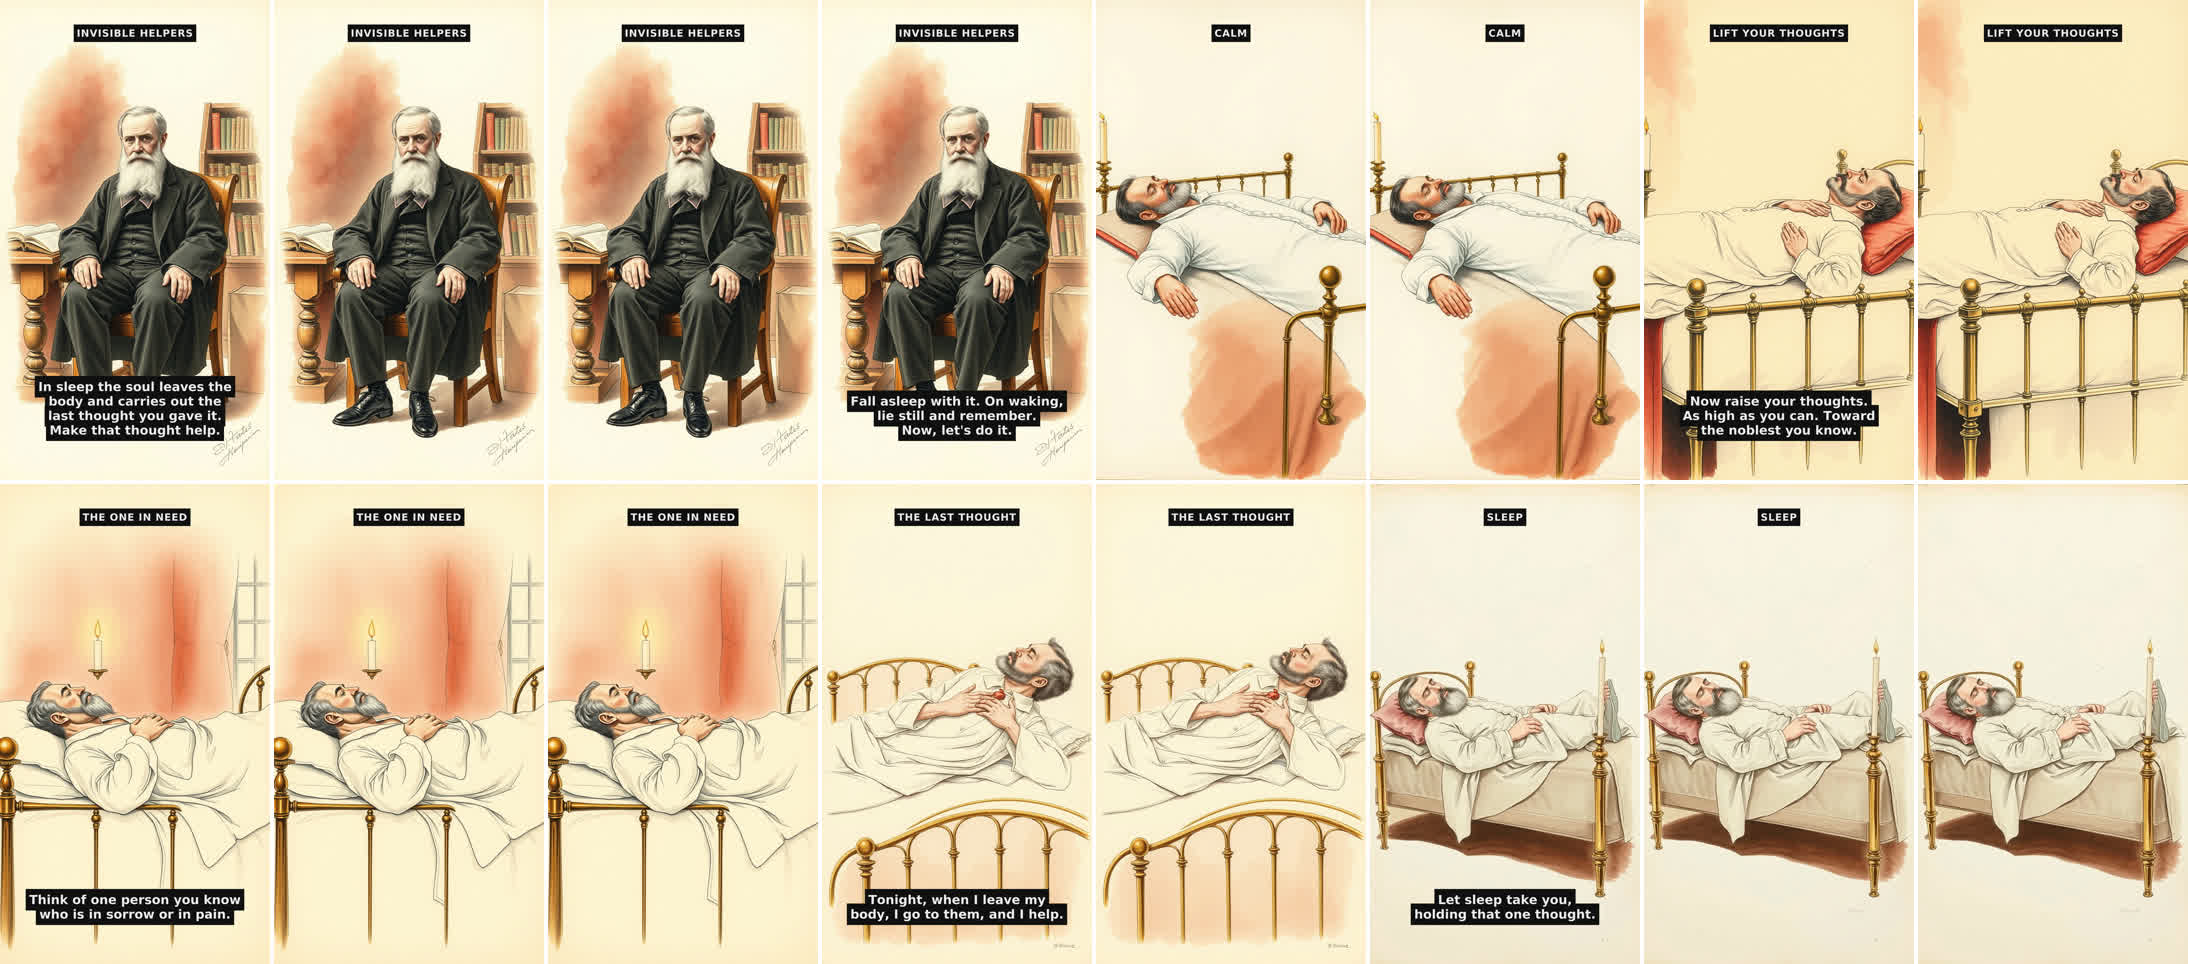 INVISIBLE HELPERS
In sleep the soul leaves the
body and carries out the
last thought you gave it.
Make that thought help.
INVISIBLE HELPERS
INVISIBLE HELPERS
INVISIBLE HELPERS
Fall asleep with it. On waking,
lie still and remember.
Now, let's do it.
CALM
CALM
LIFT YOUR THOUGHTS
Now raise your thoughts.
As high as you can. Toward
the noblest you know.
LIFT YOUR THOUGHTS
THE ONE IN NEED
Think of one person you know
who is in sorrow or in pain.
THE ONE IN NEED
THE ONE IN NEED
THE LAST THOUGHT
Tonight, when I leave my
body, I go to them, and I help.
THE LAST THOUGHT
SLEEP
Let sleep take you,
holding that one thought.
SLEEP